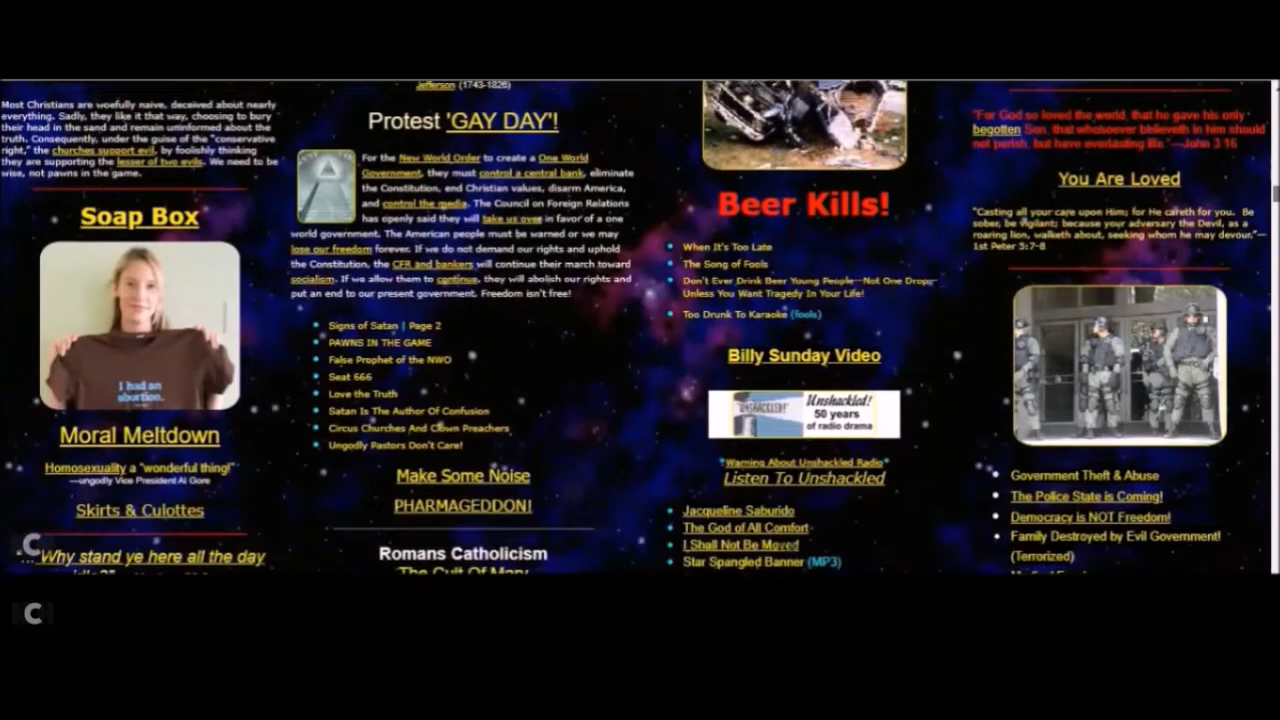 Most Christians are woefully naive, deceived about nearly
everything. Sadly, they like it that way, choosing to bury
their head in the sand and remain uninformed about the
truth. Consequently, under the guise of the "conservative
right," the churches support evil, by foolishly thinking
they are supporting the lesser of two evils. We need to be
wise, not pawns in the game.
Soap Box
I had an
abortion.
Moral Meltdown
Homosexuality a "wonderful thing!"
—ungodly Vice President Al Gore
Skirts & Culottes
"...Why stand ye here all the day
C
C
Jefferson (1743-1826)
Protest 'GAY DAY'!
For the New World Order to create a One World
Government, they must control a central bank, eliminate
the Constitution, end Christian values, disarm America,
and control the media. The Council on Foreign Relations
has openly said they will take us over in favor of a one
world government. The American people must be warned or we may
lose our freedom forever. If we do not demand our rights and uphold
the Constitution, the CFR and bankers will continue their march toward
socialism. If we allow them to continue, they will abolish our rights and
put an end to our present government. Freedom isn't free!
Signs of Satan | Page 2
PAWNS IN THE GAME
False Prophet of the NWO
Seat 666
Love the Truth
Satan Is The Author Of Confusion
Circus Churches And Clown Preachers
Ungodly Pastors Don't Care!
Make Some Noise
PHARMAGEDDON!
Romans Catholicism
'The Cult Of Mary
Beer Kills!
When It's Too Late
The Song of Fools
Don't Ever Drink Beer Young People—Not One Drop,
Unless You Want Tragedy In Your Life!
Too Drunk To Karaoke (fools)
Billy Sunday Video
"UNSHACKLED!"
Unshackled!
50 years
of radio drama
*Warning About Unshackled Radio*
Listen To Unshackled
Jacqueline Saburido
The God of All Comfort
I Shall Not Be Moved
Star Spangled Banner (MP3)
"For God so loved the world, that he gave his only
begotten Son, that whosoever believeth in him should
not perish, but have everlasting life." —John 3:16
You Are Loved
"Casting all your care upon Him; for He careth for you. Be
sober, be vigilant; because your adversary the Devil, as a
roaring lion, walketh about, seeking whom he may devour."—
1st Peter 5:7-8
Government Theft & Abuse
The Police State is Coming!
Democracy is NOT Freedom!
Family Destroyed by Evil Government!
(Terrorized)